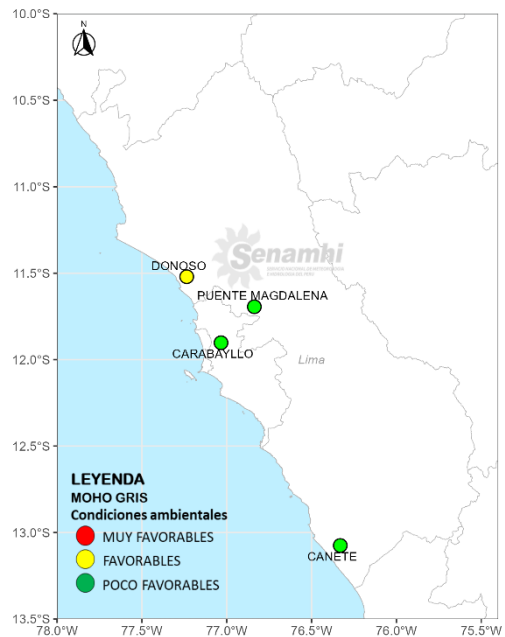 10.0°S
N
10.5°S
11.0°S
11.5°S
12.0°S
12.5°S
13.0°S
13.5°S
Senamhi
DONOSO
PUENTE MAGDALENA
CARABAYLLO
Lima
CAÑETE
LEYENDA
MOHO GRIS
Condiciones ambientales
MUY FAVORABLES
FAVORABLES
POCO FAVORABLES
78.0°W
77.5°W
77.0°W
76.5°W
76.0°W
75.5°W